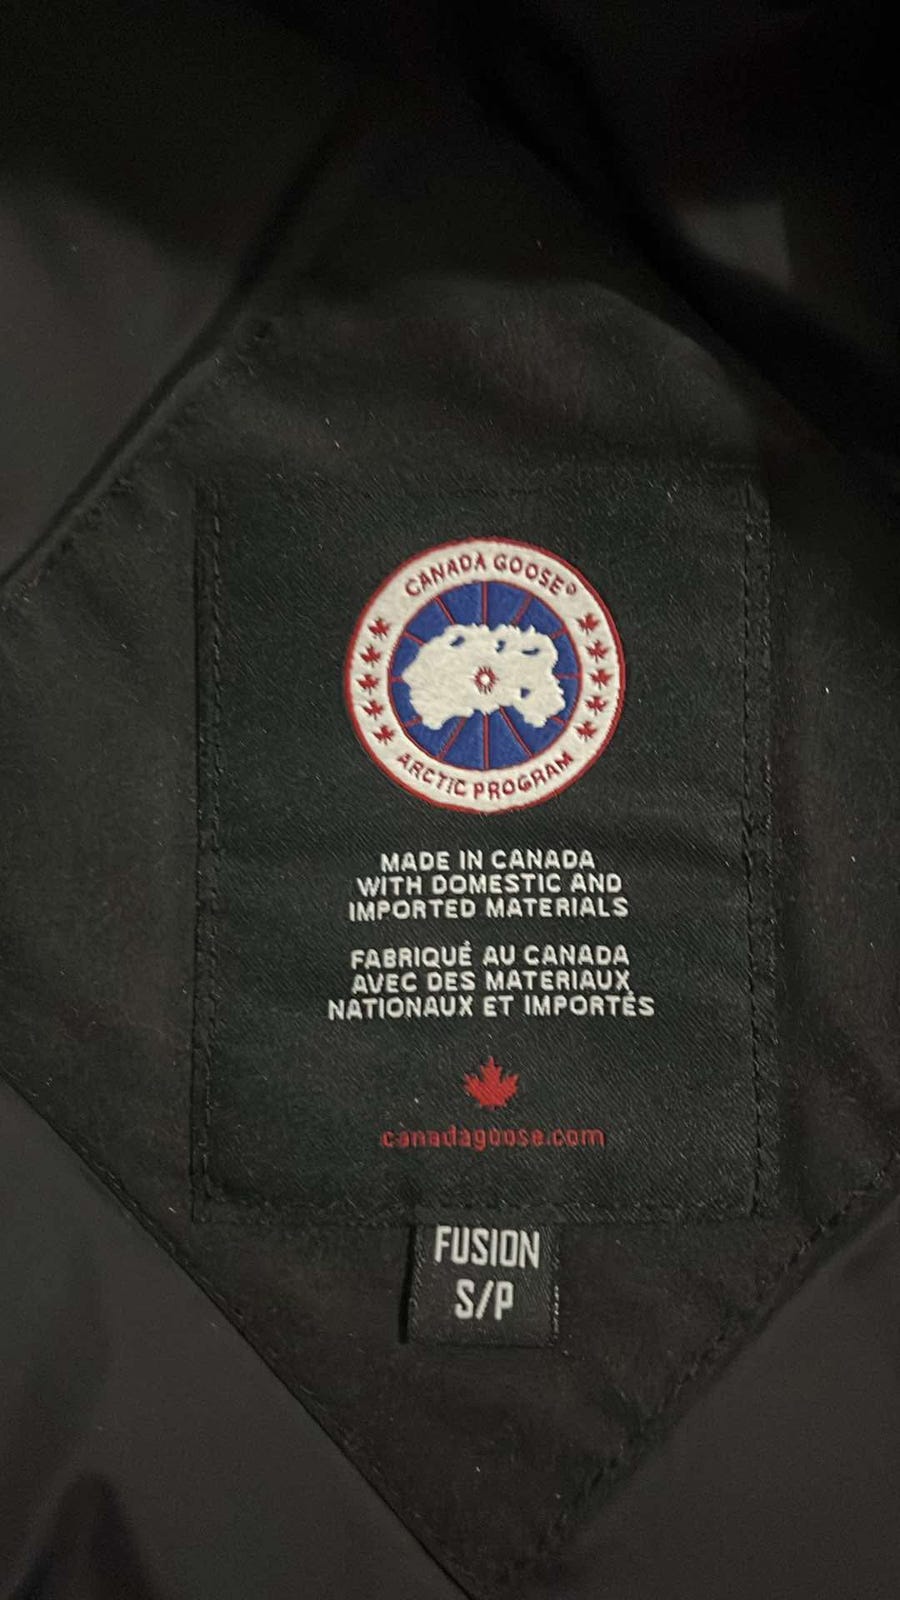 CANADA GOOSE®
ARCTIC PROGRAM
MADE IN CANADA
WITH DOMESTIC AND
IMPORTED MATERIALS
FABRIQUÉ AU CANADA
AVEC DES MATERIAUX
NATIONAUX ET IMPORTÉS
canadagoose.com
FUSION
S/P